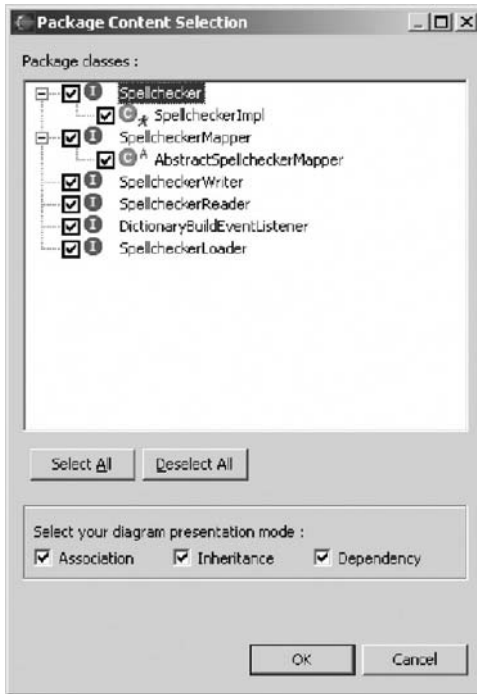 Package Content Selection
Package classes :
I Spellchecker
C SpellcheckerImpl
I SpellcheckerMapper
C A AbstractSpellcheckerMapper
I SpellcheckerWriter
I SpellcheckerReader
I DictionaryBuildEventListener
I SpellcheckerLoader
Select All Deselect All
Select your diagram presentation mode :
Association Inheritance Dependency
OK Cancel